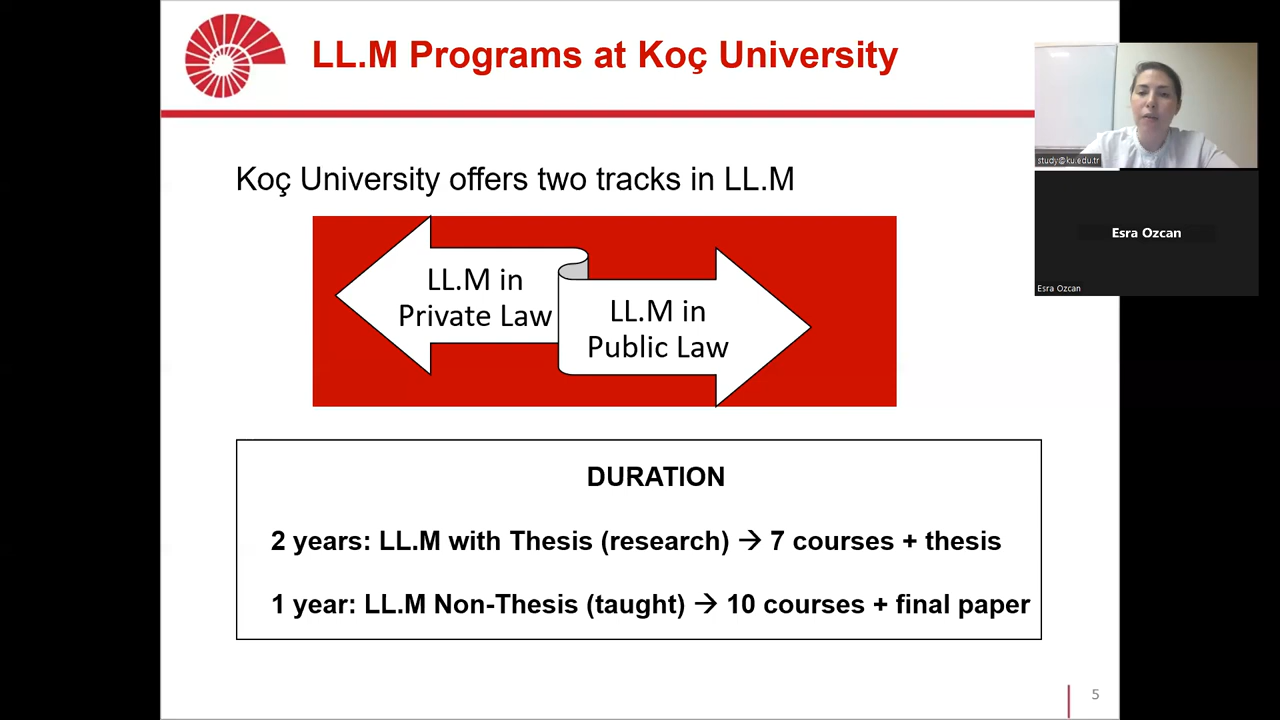 LL.M Programs at Koç University
Koç University offers two tracks in LL.M
LL.M in
Private Law
LL.M in
Public Law
DURATION
2 years: LL.M with Thesis (research) → 7 courses + thesis
1 year: LL.M Non-Thesis (taught) → 10 courses + final paper
5
study@ku.edu.tr
Esra Ozcan
Esra Ozcan